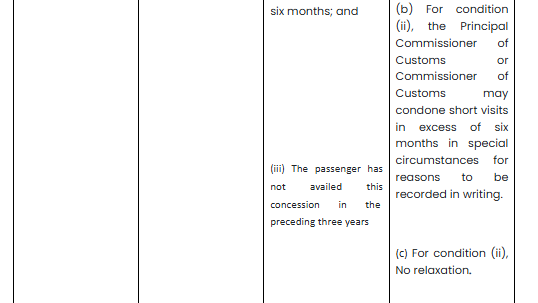 six months; and
(iii) The passenger has
not availed this
concession in the
preceding three years
(b) For condition
(ii), the Principal
Commissioner of
Customs or
Commissioner of
Customs may
condone short visits
in excess of six
months in special
circumstances for
reasons to be
recorded in writing.
(c) For condition (ii),
No relaxation.